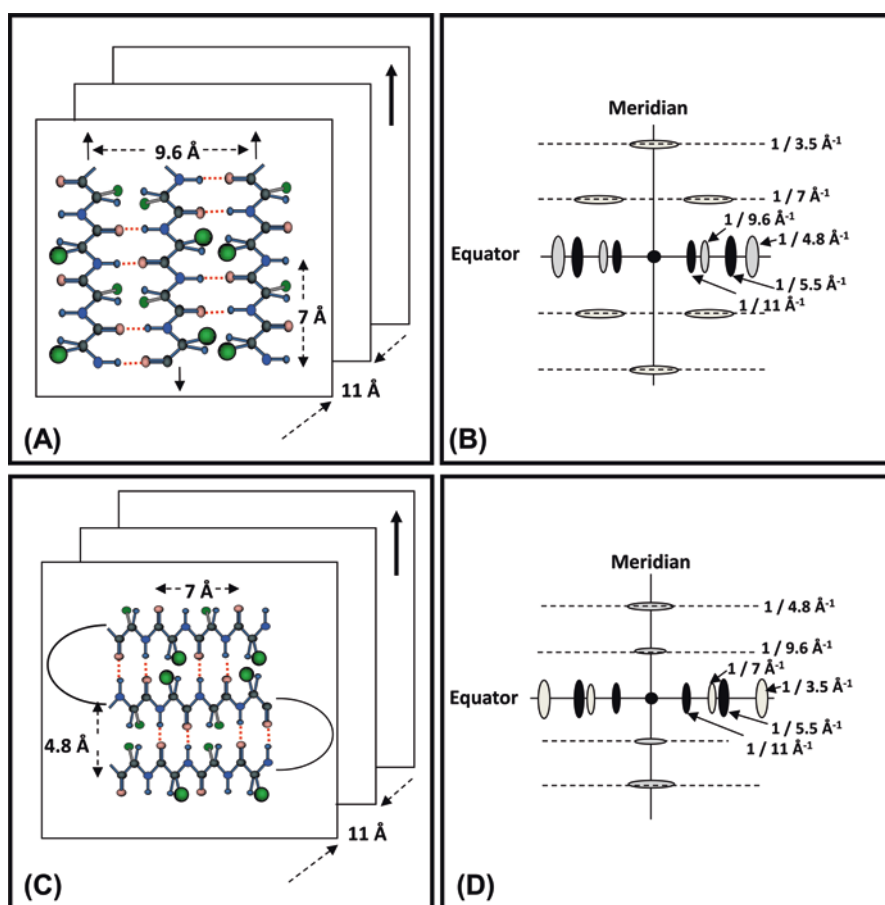 9.6 Å
7 Å
11 Å
(A)
Meridian
1 / 3.5 Å⁻¹
1 / 7 Å⁻¹
1 / 9.6 Å⁻¹
Equator
1 / 4.8 Å⁻¹
1 / 5.5 Å⁻¹
1 / 11 Å⁻¹
(B)
7 Å
4.8 Å
11 Å
(C)
Meridian
1 / 4.8 Å⁻¹
1 / 9.6 Å⁻¹
1 / 7 Å⁻¹
Equator
1 / 3.5 Å⁻¹
1 / 5.5 Å⁻¹
1 / 11 Å⁻¹
(D)